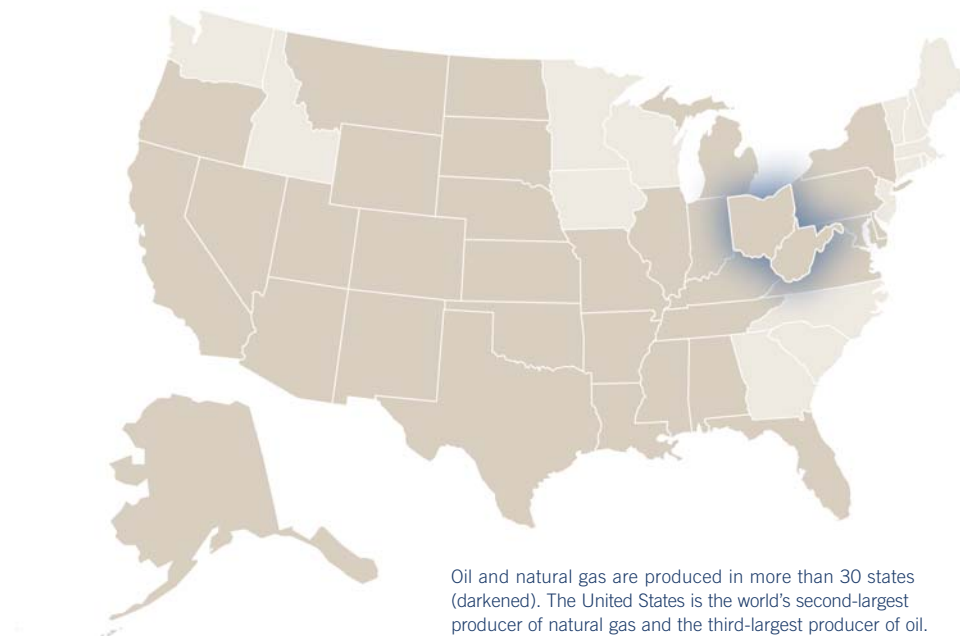 Oil and natural gas are produced in more than 30 states
(darkened). The United States is the world’s second-largest
producer of natural gas and the third-largest producer of oil.